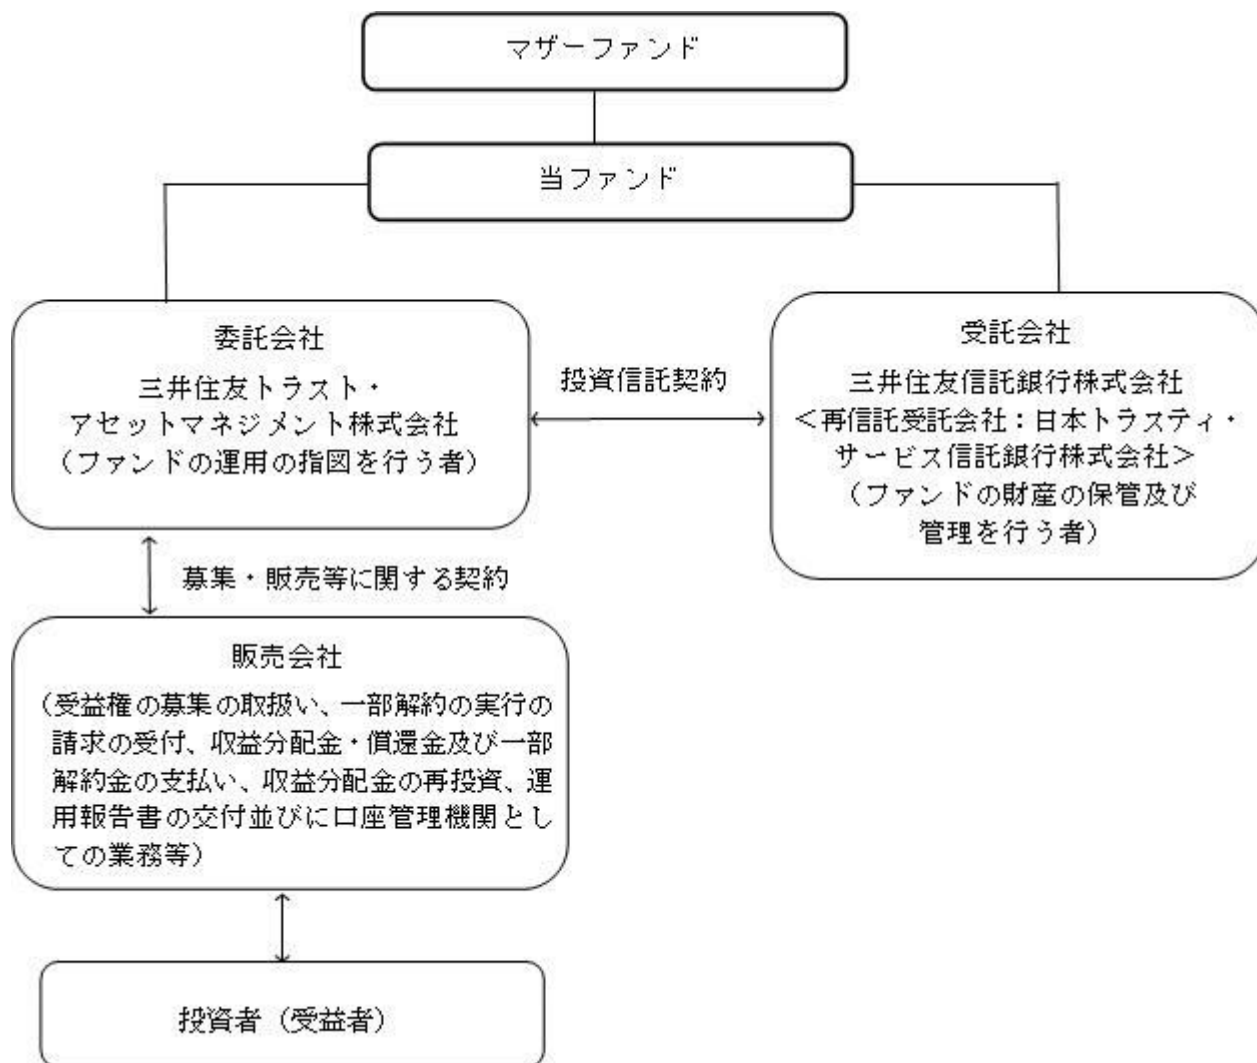 マザーファンド
当ファンド
委託会社
三井住友トラスト・
アセットマネジメント株式会社
（ファンドの運用の指図を行う者）
投資信託契約
受託会社
三井住友信託銀行株式会社
＜再信託受託会社：日本トラスティ・
サービス信託銀行株式会社＞
（ファンドの財産の保管及び
管理を行う者）
募集・販売等に関する契約
販売会社
（受益権の募集の取扱い、一部解約の実行の
請求の受付、収益分配金・償還金及び一部
解約金の支払い、収益分配金の再投資、運
用報告書の交付並びに口座管理機関とし
ての業務等）
投資者（受益者）